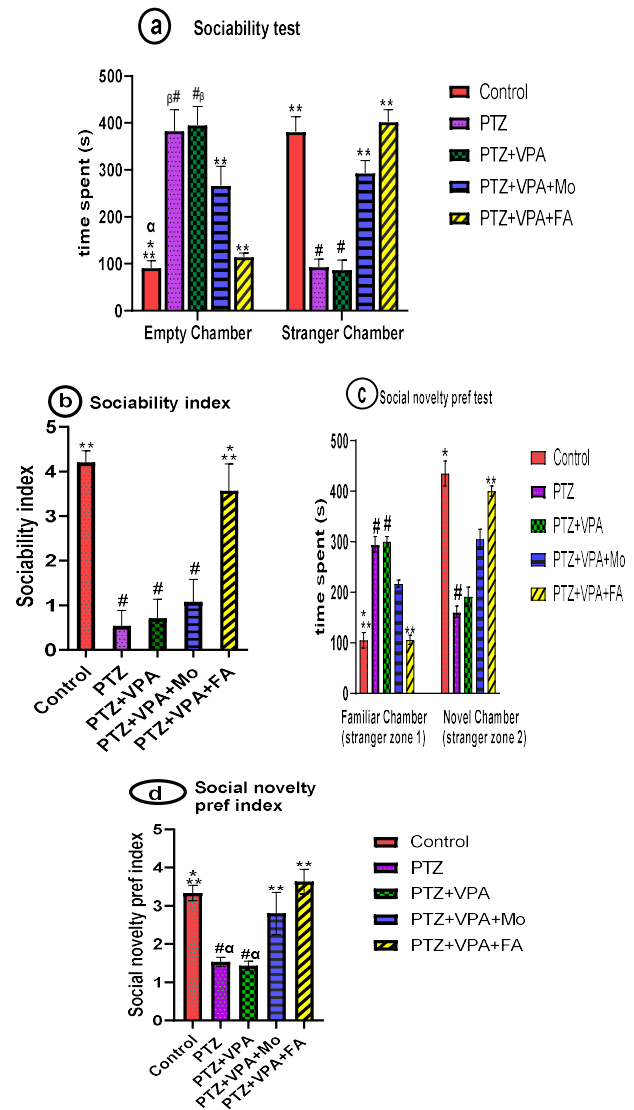 a Sociability test
500
400
300
200
100
0
time spent (s)
β# #β
** **
α
*
**
**
**
# #
**
**
Empty Chamber Stranger Chamber
Control
PTZ
PTZ+VPA
PTZ+VPA+Mo
PTZ+VPA+FA
b Sociability index
5
4
3
2
1
0
Sociability index
**
#
#
#
*
**
Control
PTZ
PTZ+VPA
PTZ+VPA+Mo
PTZ+VPA+FA
c Social novelty pref test
500
400
300
200
100
0
time spent (s)
*
**
# #
**
*
#
**
Familiar Chamber Novel Chamber
(stranger zone 1) (stranger zone 2)
Control
PTZ
PTZ+VPA
PTZ+VPA+Mo
PTZ+VPA+FA
d Social novelty
pref index
5
4
3
2
1
0
Social novelty pref index
*
**
#α #α
**
**
Control
PTZ
PTZ+VPA
PTZ+VPA+Mo
PTZ+VPA+FA
Control
PTZ
PTZ+VPA
PTZ+VPA+Mo
PTZ+VPA+FA